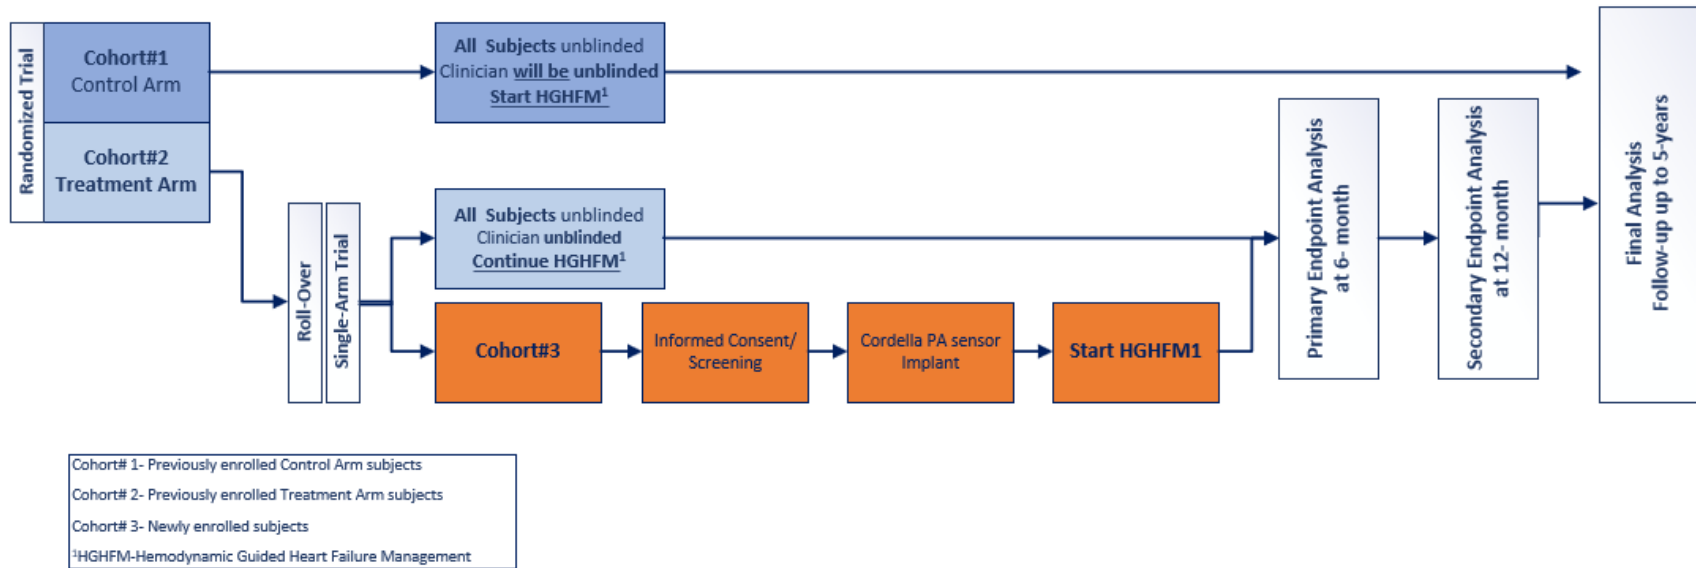 Randomized Trial
Cohort#1
Control Arm
Cohort#2
Treatment Arm
All Subjects unblinded
Clinician will be unblinded
Start HGHFM¹
Roll-Over
Single-Arm Trial
All Subjects unblinded
Clinician unblinded
Continue HGHFM¹
Cohort#3
Informed Consent/
Screening
Cordella PA sensor
Implant
Start HGHFM1
Primary Endpoint Analysis
at 6- month
Secondary Endpoint Analysis
at 12- month
Final Analysis
Follow-up up to 5-years
Cohort# 1- Previously enrolled Control Arm subjects
Cohort# 2- Previously enrolled Treatment Arm subjects
Cohort# 3- Newly enrolled subjects
¹HGHFM-Hemodynamic Guided Heart Failure Management